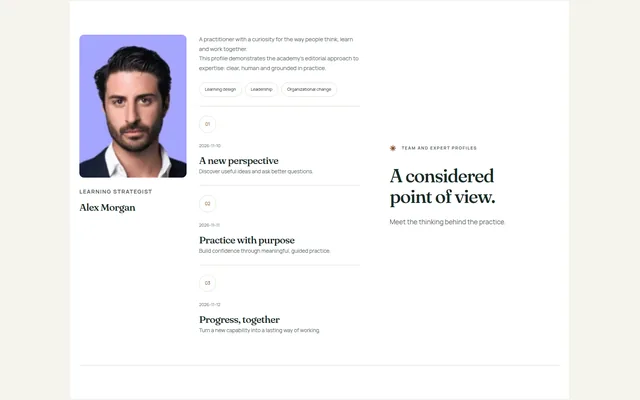 LEARNING STRATEGIST
Alex Morgan
A practitioner with a curiosity for the way people think, learn
and work together.
This profile demonstrates the academy's editorial approach to
expertise: clear, human and grounded in practice.
Learning design
Leadership
Organizational change
01
2026-11-10
A new perspective
Discover useful ideas and ask better questions.
02
2026-11-11
Practice with purpose
Build confidence through meaningful, guided practice.
03
2026-11-12
Progress, together
Turn a new capability into a lasting way of working.
TEAM AND EXPERT PROFILES
A considered
point of view.
Meet the thinking behind the practice.